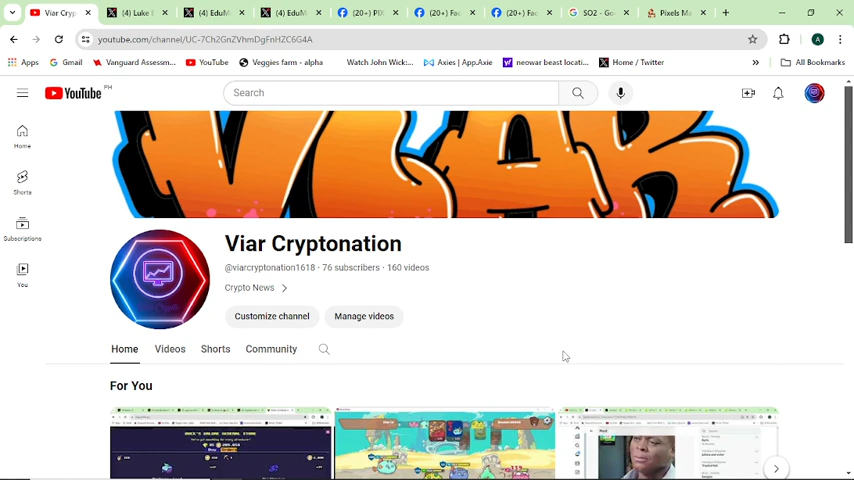 (4) Luke
(4) EduM
(4) EduM
(20+) PIX
(20+) Fac
(20+) Fac
SO2 - Go
Pixels Ma
youtube.com/channel/UC-7Ch2GnZVhmDgFnHZC6G4A
Apps
Gmail
Vanguard Assessm...
YouTube
Veggies farm - alpha
Watch John Wick:...
Axies | App.Axie
neowar beast locati...
Home / Twitter
All Bookmarks
YouTube PH
Search
Home
Shorts
Subscriptions
You
VCAR
Viar Cryptonation
@viarcryptonation1618 · 76 subscribers · 160 videos
Crypto News
Customize channel
Manage videos
Home
Videos
Shorts
Community
For You